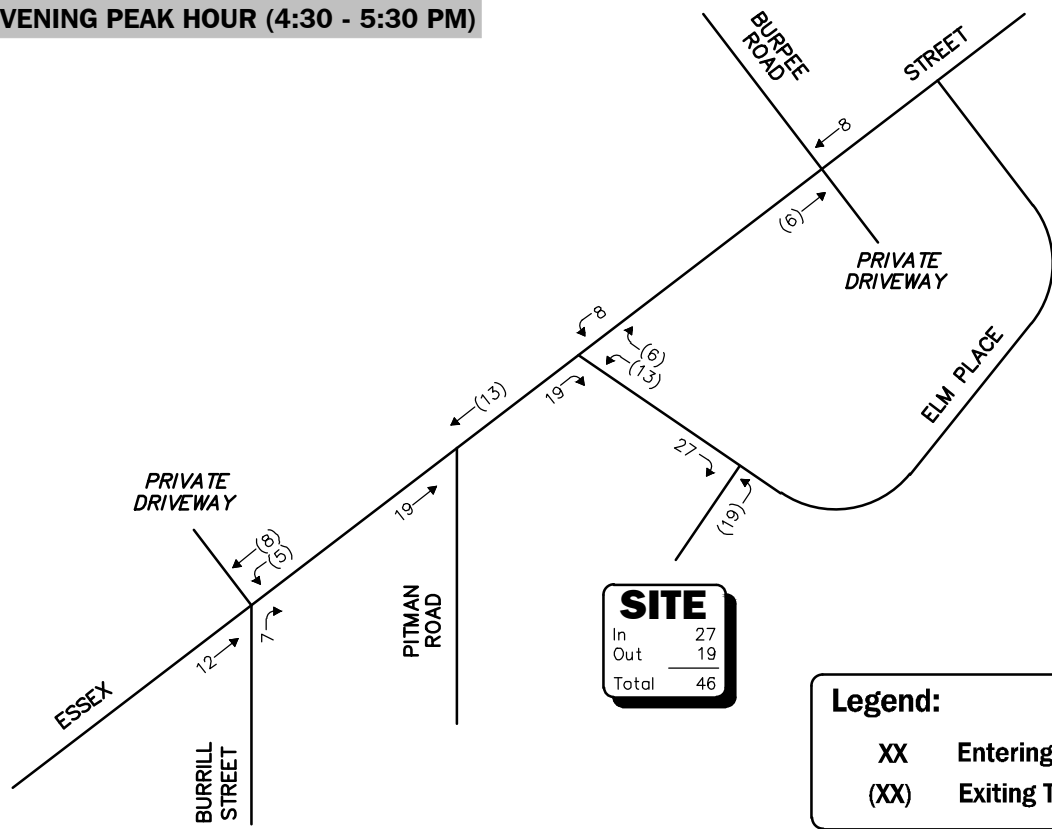 VENING PEAK HOUR (4:30 - 5:30 PM)
BURPEE
ROAD
STREET
8
(6)
PRIVATE
DRIVEWAY
8
(6)
(13)
19
ELM PLACE
(13)
27
(19)
19
PRIVATE
DRIVEWAY
(8)
(5)
7
12
PITMAN
ROAD
ESSEX
BURRILL
STREET
SITE
In 27
Out 19
Total 46
Legend:
XX Entering
(XX) Exiting T